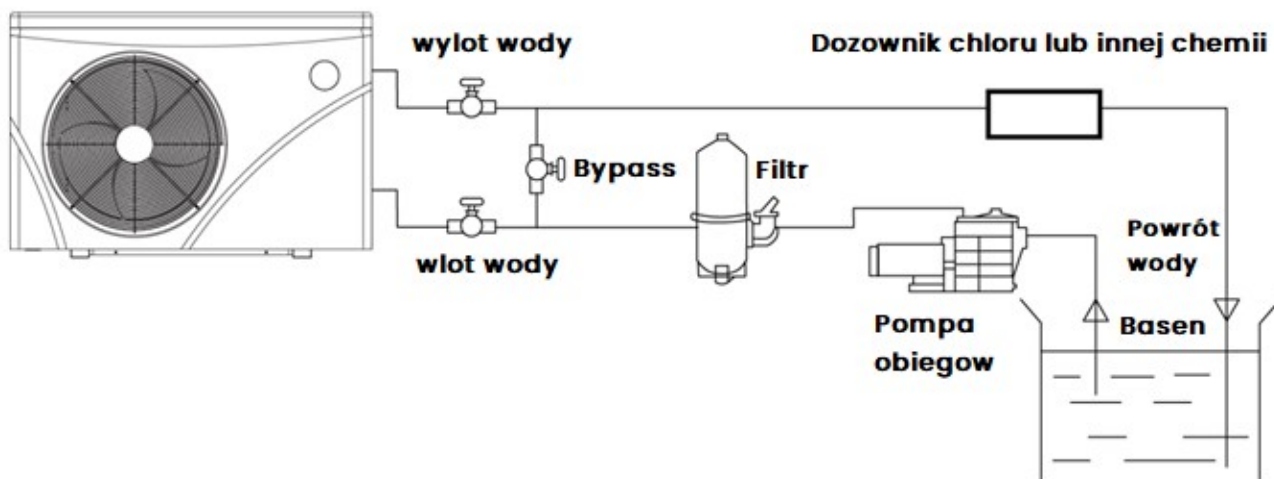 wylot wody
Dozownik chloru lub innej chemii
Bypass
Filtr
wlot wody
Powrót
wody
Pompa
obiegow
Basen